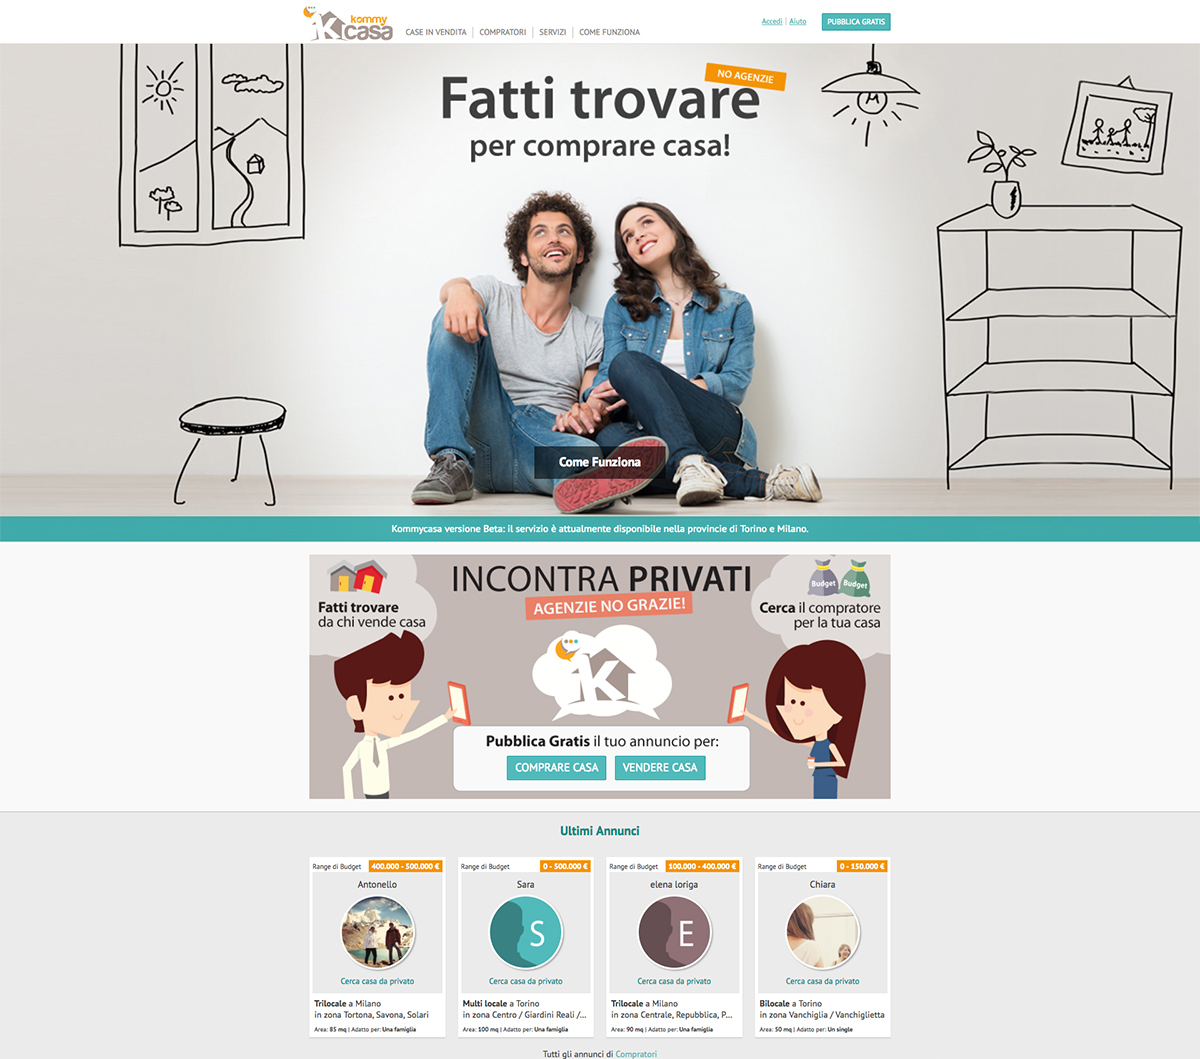 kommy
casa
CASE IN VENDITA | COMPRATORI | SERVIZI | COME FUNZIONA
Accedi | Aiuto
PUBBLICA GRATIS
NO AGENZIE
Fatti trovare
per comprare casa!
Come Funziona
Kommycasa versione Beta: il servizio è attualmente disponibile nella provincie di Torino e Milano.
INCONTRA PRIVATI
AGENZIE NO GRAZIE!
Fatti trovare
da chi vende casa
Budget
Budget
Cerca il compratore
per la tua casa
k
Pubblica Gratis il tuo annuncio per:
COMPRARE CASA
VENDERE CASA
Ultimi Annunci
Range di Budget 400.000 - 500.000 €
Antonello
Cerca casa da privato
Trilocale a Milano
in zona Tortona, Savona, Solari
Area: 85 mq | Adatto per: Una famiglia
Range di Budget 0 - 500.000 €
Sara
S
Cerca casa da privato
Multi locale a Torino
in zona Centro / Giardini Reali /...
Area: 100 mq | Adatto per: Una famiglia
Range di Budget 100.000 - 400.000 €
elena loriga
E
Cerca casa da privato
Trilocale a Milano
in zona Centrale, Repubblica, P...
Area: 90 mq | Adatto per: Una famiglia
Range di Budget 0 - 150.000 €
Chiara
Cerca casa da privato
Bilocale a Torino
in zona Vanchiglia / Vanchiglietta
Area: 50 mq | Adatto per: Un single
Tutti gli annunci di Compratori